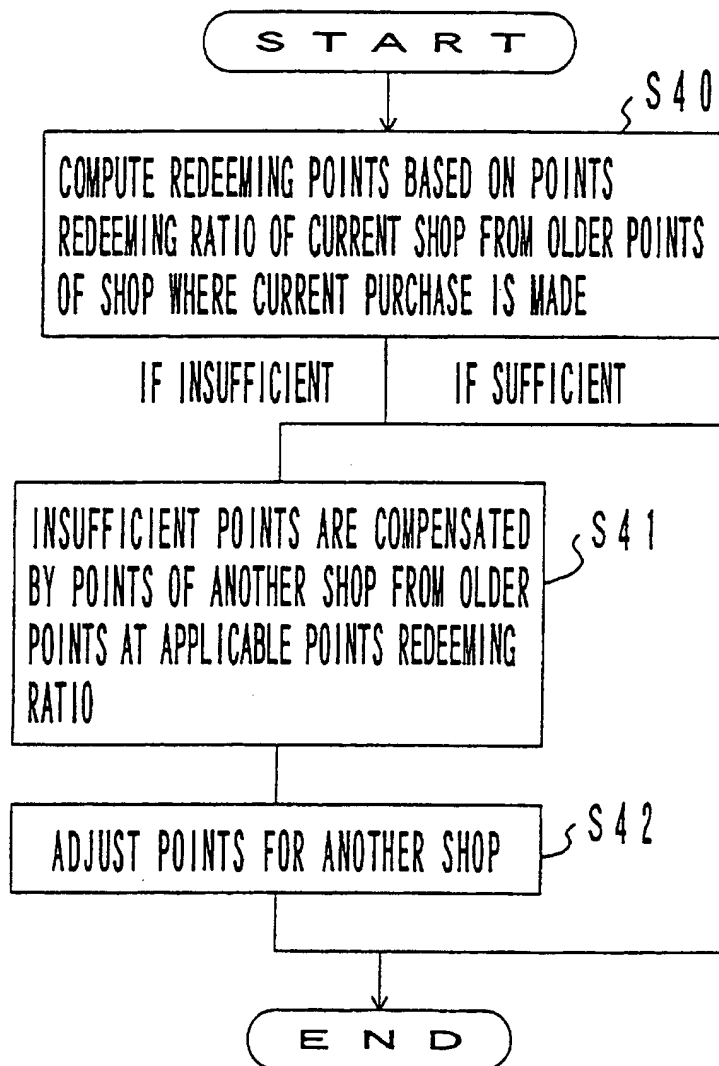 START
S40
COMPUTE REDEEMING POINTS BASED ON POINTS
REDEEMING RATIO OF CURRENT SHOP FROM OLDER POINTS
OF SHOP WHERE CURRENT PURCHASE IS MADE
IF INSUFFICIENT
IF SUFFICIENT
INSUFFICIENT POINTS ARE COMPENSATED
BY POINTS OF ANOTHER SHOP FROM OLDER
POINTS AT APPLICABLE POINTS REDEEMING
RATIO
S41
ADJUST POINTS FOR ANOTHER SHOP
S42
END